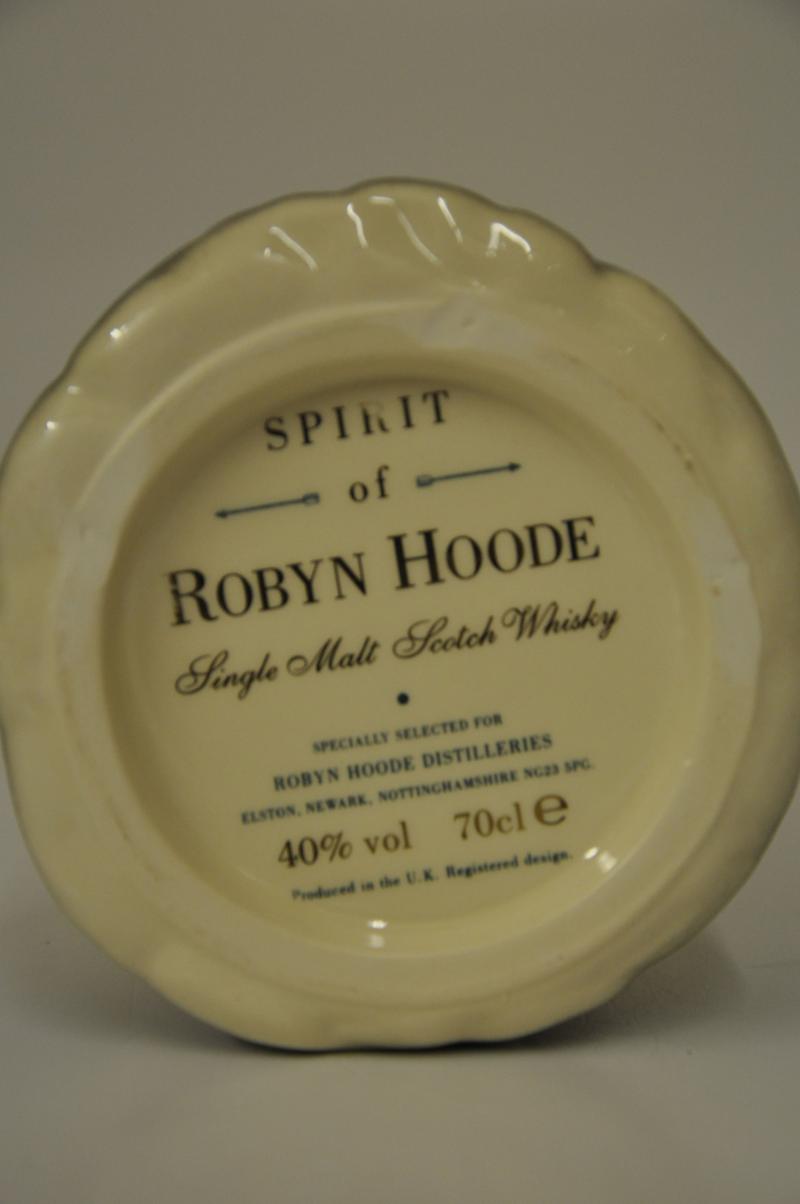 SPIRIT
of
ROBYN HOODE
Single Malt Scotch Whisky
SPECIALLY SELECTED FOR
ROBYN HOODE DISTILLERIES
ELSTON, NEWARK, NOTTINGHAMSHIRE NG23 5PG.
40% vol 70cl ℮
Produced in the U.K. Registered design.